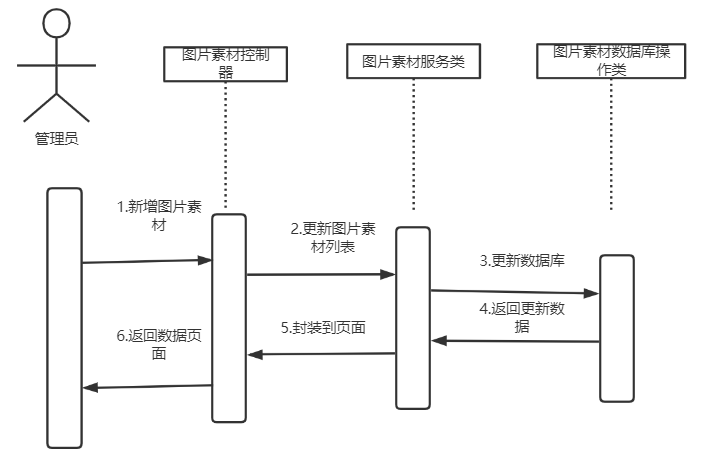 图片素材控制
器
图片素材服务类
图片素材数据库操
作类
管理员
1.新增图片素
材
2.更新图片素
材列表
3.更新数据库
4.返回更新数
据
5.封装到页面
6.返回数据页
面